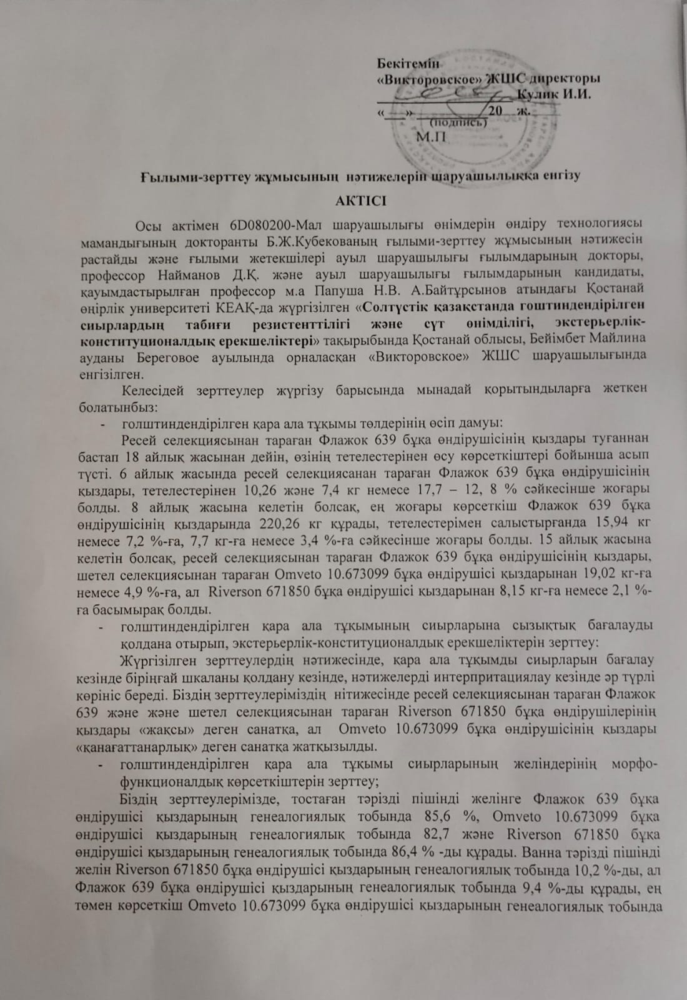 Бекітемін
«Викторовское» ЖШС директоры
____________________ Кулик И.И.
«___» __________20__ж.
(подпись)
М.П
Ғылыми-зерттеу жұмысының нәтижелерін шаруашылыққа енгізу
АКТІСІ
Осы актімен 6D080200-Мал шаруашылығы өнімдерін өндіру технологиясы
мамандығының докторанты Б.Ж.Кубекованың ғылыми-зерттеу жұмысының нәтижесін
растайды және ғылыми жетекшілері ауыл шаруашылығы ғылымдарының докторы,
профессор Найманов Д.Қ. және ауыл шаруашылығы ғылымдарының кандидаты,
қауымдастырылған профессор м.а Папуша Н.В. А.Байтұрсынов атындағы Қостанай
өңірлік университеті КЕАҚ-да жүргізілген «Солтүстік қазақстанда гоштиндендірілген
сиырлардың табиғи резистенттілігі және сүт өнімділігі, экстерьерлік-
конституционалдық ерекшеліктері» тақырыбында Қостанай облысы, Бейімбет Майлина
ауданы Береговое ауылында орналасқан «Викторовское» ЖШС шаруашылығында
енгізілген.
Келесідей зерттеулер жүргізу барысында мынадай қорытындыларға жеткен
болатынбыз:
- голштиндендірілген қара ала тұқымы төлдерінің өсіп дамуы:
Ресей селекциясынан тараған Флажок 639 бұқа өндірушісінің қыздары туғаннан
бастап 18 айлық жасынан дейін, өзінің тетелестерінен өсу көрсеткіштері бойынша асып
түсті. 6 айлық жасында ресей селекциясанан тараған Флажок 639 бұқа өндірушісінің
қыздары, тетелестерінен 10,26 және 7,4 кг немесе 17,7 – 12, 8 % сәйкесінше жоғары
болды. 8 айлық жасына келетін болсақ, ең жоғары көрсеткіш Флажок 639 бұқа
өндірушісінің қыздарында 220,26 кг құрады, тетелестерімен салыстырғанда 15,94 кг
немесе 7,2 %-ға, 7,7 кг-ға немесе 3,4 %-ға сәйкесінше жоғары болды. 15 айлық жасына
келетін болсақ, ресей селекциясынан тараған Флажок 639 бұқа өндірушісінің қыздары,
шетел селекциясынан тараған Omveto 10.673099 бұқа өндірушісі қыздарынан 19,02 кг-ға
немесе 4,9 %-ға, ал Riverson 671850 бұқа өндірушісі қыздарынан 8,15 кг-ға немесе 2,1 %-
ға басымырақ болды.
- голштиндендірілген қара ала тұқымының сиырларына сызықтық бағалауды
қолдана отырып, экстерьерлік-конституционалдық ерекшеліктерін зерттеу:
Жүргізілген зерттеулердің нәтижесінде, қара ала тұқымды сиырларын бағалау
кезінде біріңғай шкаланы қолдану кезінде, нәтижелерді интерпритациялау кезінде әр түрлі
көрініс береді. Біздің зерттеулеріміздің нітижесінде ресей селекциясынан тараған Флажок
639 және және шетел селекциясынан тараған Riverson 671850 бұқа өндірушілерінің
қыздары «жақсы» деген санатқа, ал Omveto 10.673099 бұқа өндірушісінің қыздары
«қанағаттанарлық» деген санатқа жатқызылды.
- голштиндендірілген қара ала тұқымы сиырларының желіндерінің морфо-
функционалдық көрсеткіштерін зерттеу;
Біздің зерттеулерімізде, тостаған тәрізді пішінді желінге Флажок 639 бұқа
өндірушісі қыздарының генеалогиялық тобында 85,6 %, Omveto 10.673099 бұқа
өндірушісі қыздарының генеалогиялық тобында 82,7 және Riverson 671850 бұқа
өндірушісі қыздарының генеалогиялық тобында 86,4 % -ды құрады. Ванна тәрізді пішінді
желін Riverson 671850 бұқа өндірушісі қыздарының генеалогиялық тобында 10,2 %-ды, ал
Флажок 639 бұқа өндірушісі қыздарының генеалогиялық тобында 9,4 %-ды құрады, ең
төмен көрсеткіш Omveto 10.673099 бұқа өндірушісі қыздарының генеалогиялық тобында